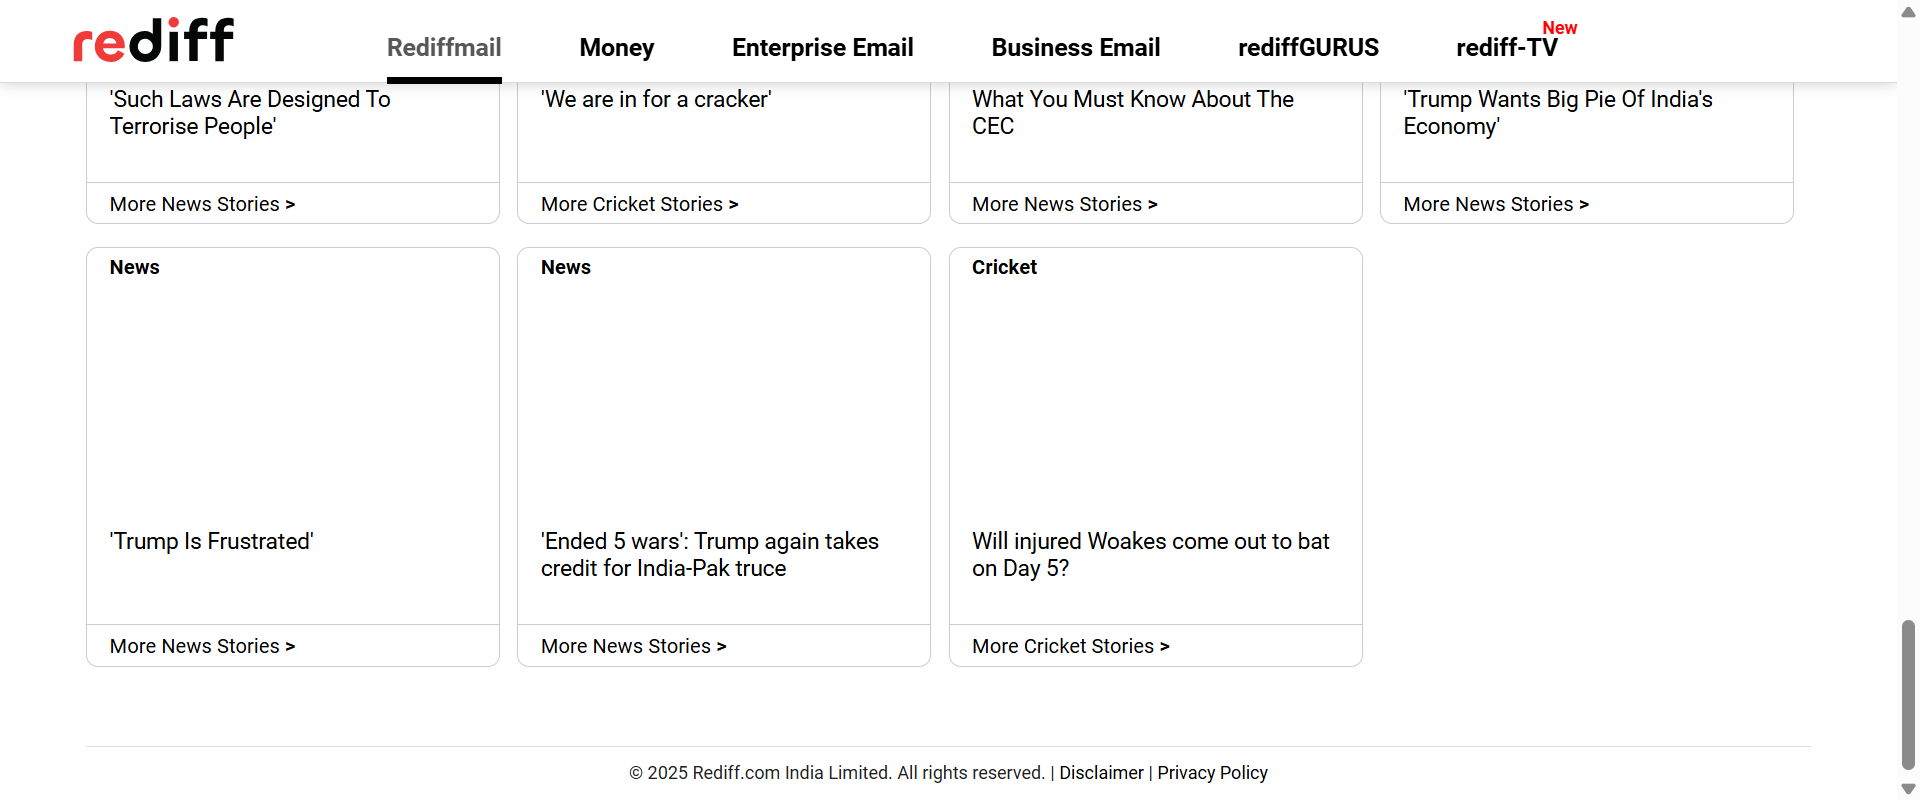 rediff
Rediffmail
Money
Enterprise Email
Business Email
rediffGURUS
rediff-TV
New
'Such Laws Are Designed To
Terrorise People'
More News Stories >
'We are in for a cracker'
More Cricket Stories >
What You Must Know About The
CEC
More News Stories >
'Trump Wants Big Pie Of India's
Economy'
More News Stories >
News
'Trump Is Frustrated'
More News Stories >
News
'Ended 5 wars': Trump again takes
credit for India-Pak truce
More News Stories >
Cricket
Will injured Woakes come out to bat
on Day 5?
More Cricket Stories >
© 2025 Rediff.com India Limited. All rights reserved. | Disclaimer | Privacy Policy